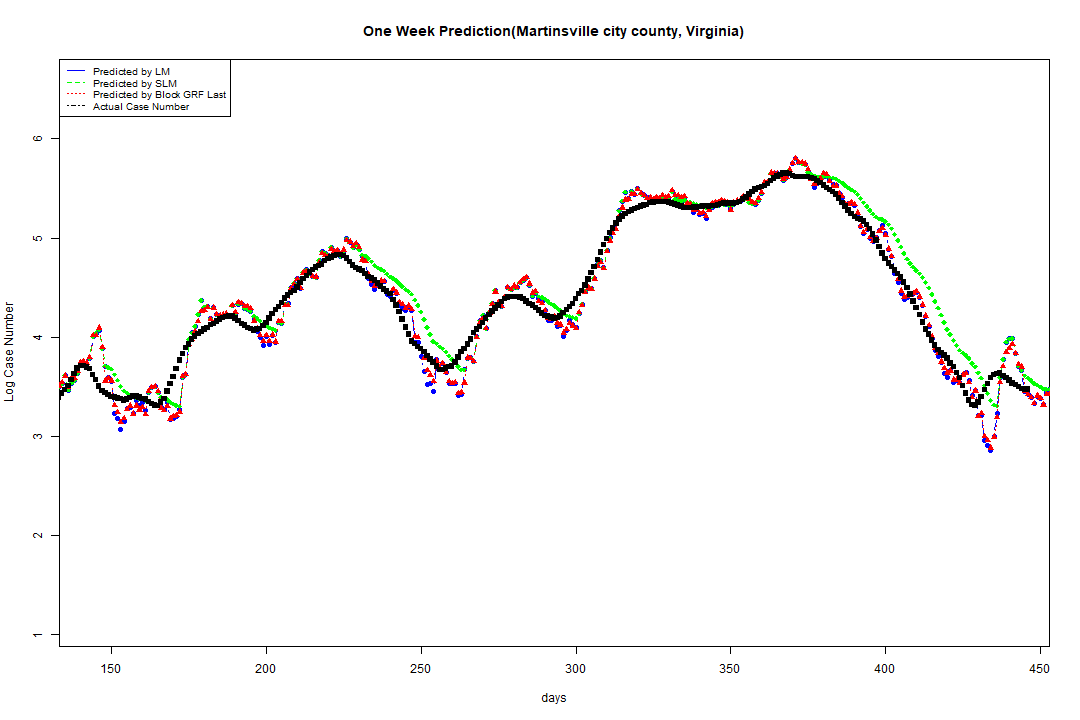 One Week Prediction(Martinsville city county, Virginia)
Predicted by LM
Predicted by SLM
Predicted by Block GRF Last
Actual Case Number
Log Case Number
6
5
4
3
2
1
150 200 250 300 350 400 450
days